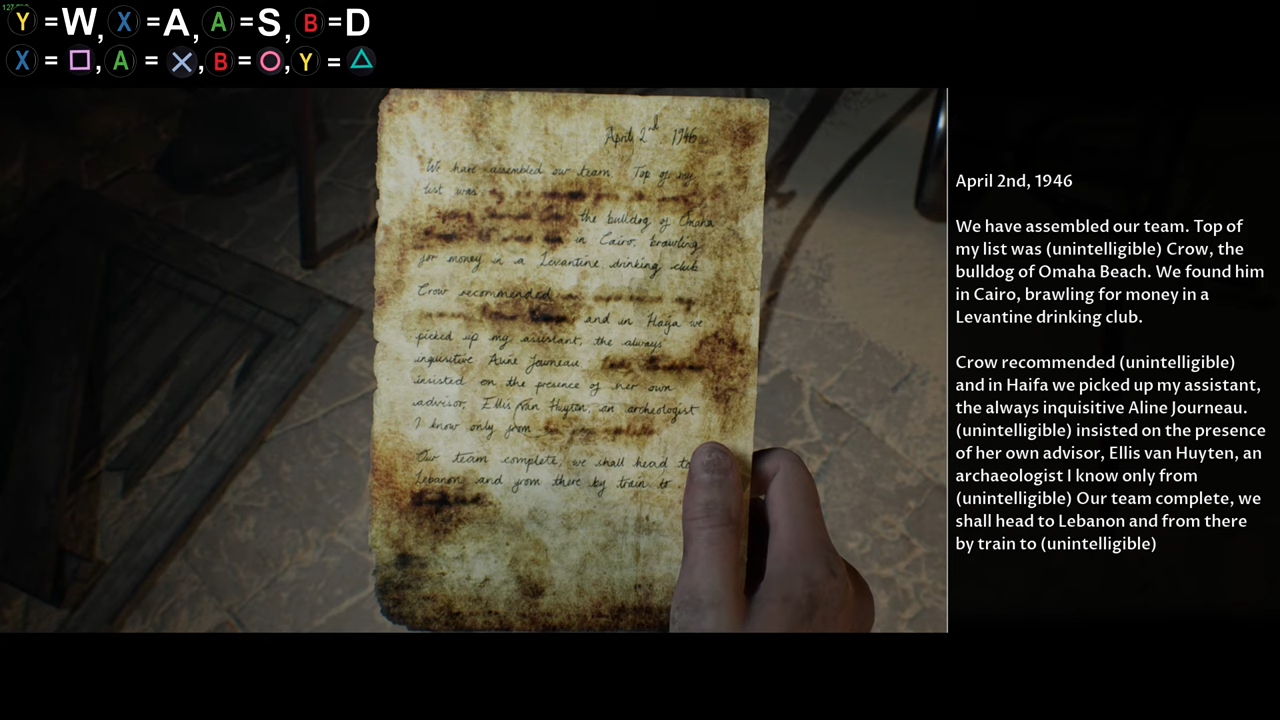 Y = W, X = A, A = S, B = D
X = □, A = ✕, B = ○, Y = △
April 2nd, 1946
We have assembled our team. Top of my
list was
the bulldog of Omaha
in Cairo, brawling
for money in a Levantine drinking club
Crow recommended
and in Haifa we
picked up my assistant, the always
inquisitive Aline Journeau.
insisted on the presence of her own
advisor, Ellis van Huyten, an archeologist
I know only from
Our team complete, we shall head to
Lebanon and from there by train to
April 2nd, 1946
We have assembled our team. Top of
my list was (unintelligible) Crow, the
bulldog of Omaha Beach. We found him
in Cairo, brawling for money in a
Levantine drinking club.
Crow recommended (unintelligible)
and in Haifa we picked up my assistant,
the always inquisitive Aline Journeau.
(unintelligible) insisted on the presence
of her own advisor, Ellis van Huyten, an
archaeologist I know only from
(unintelligible) Our team complete, we
shall head to Lebanon and from there
by train to (unintelligible)